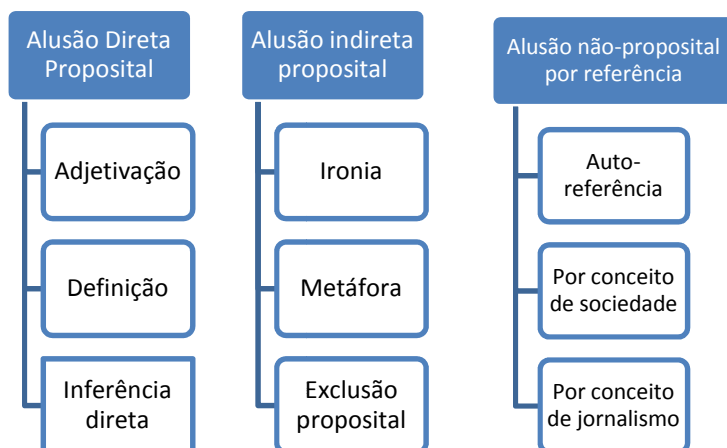 Alusão Direta
Proposital
Adjetivação
Definição
Inferência
direta
Alusão indireta
proposital
Ironia
Metáfora
Exclusão
proposital
Alusão não-proposital
por referência
Auto-
referência
Por conceito
de sociedade
Por conceito
de jornalismo